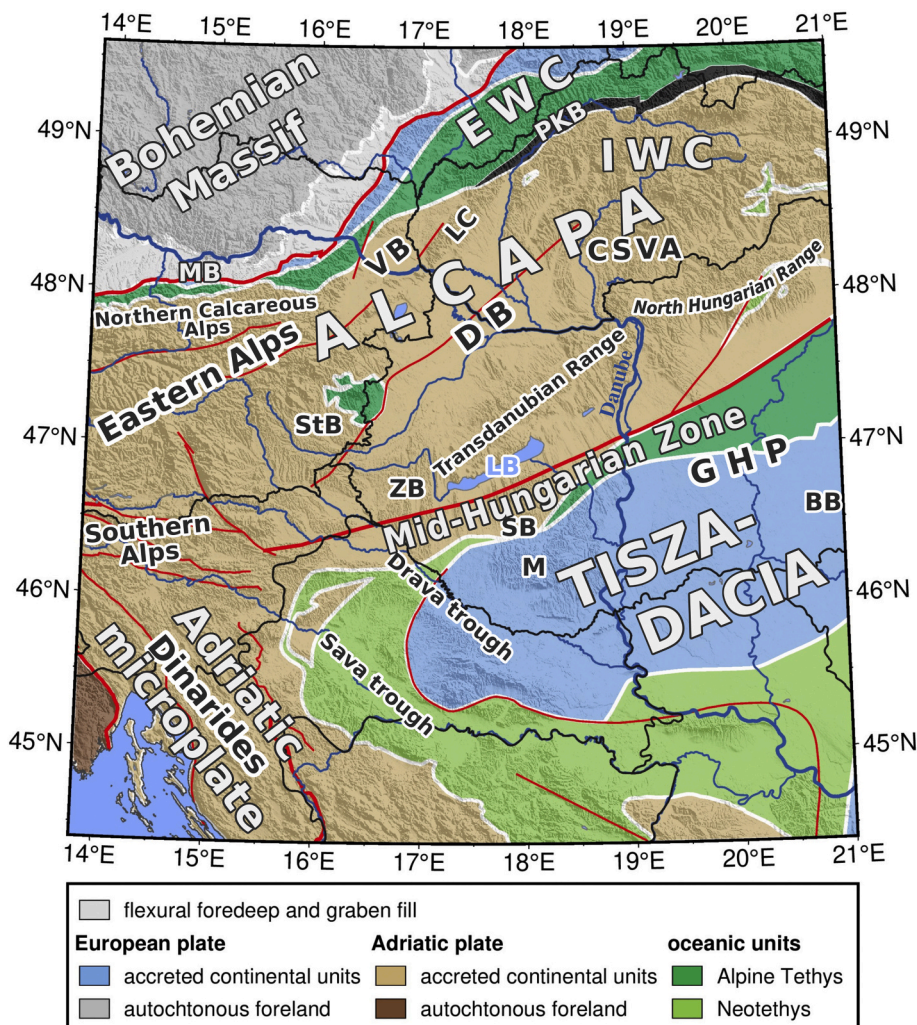 14°E 15°E 16°E 17°E 18°E 19°E 20°E 21°E
49°N
48°N
47°N
46°N
45°N
49°N
48°N
47°N
46°N
45°N
Bohemian
Massif
EWC
PKB
IWC
MB
VB
LC
ALCAPA
CSVA
Northern Calcareous
Alps
North Hungarian Range
DB
Eastern Alps
Danube
Transdanubian Range
StB
LB
ZB
Mid-Hungarian Zone
GHP
BB
SB
Southern
Alps
M
TISZA-
DACIA
Drava trough
Sava trough
Adriatic
microplate
Dinarides
14°E 15°E 16°E 17°E 18°E 19°E 20°E 21°E
flexural foredeep and graben fill
European plate Adriatic plate oceanic units
accreted continental units accreted continental units Alpine Tethys
autochtonous foreland autochtonous foreland Neotethys